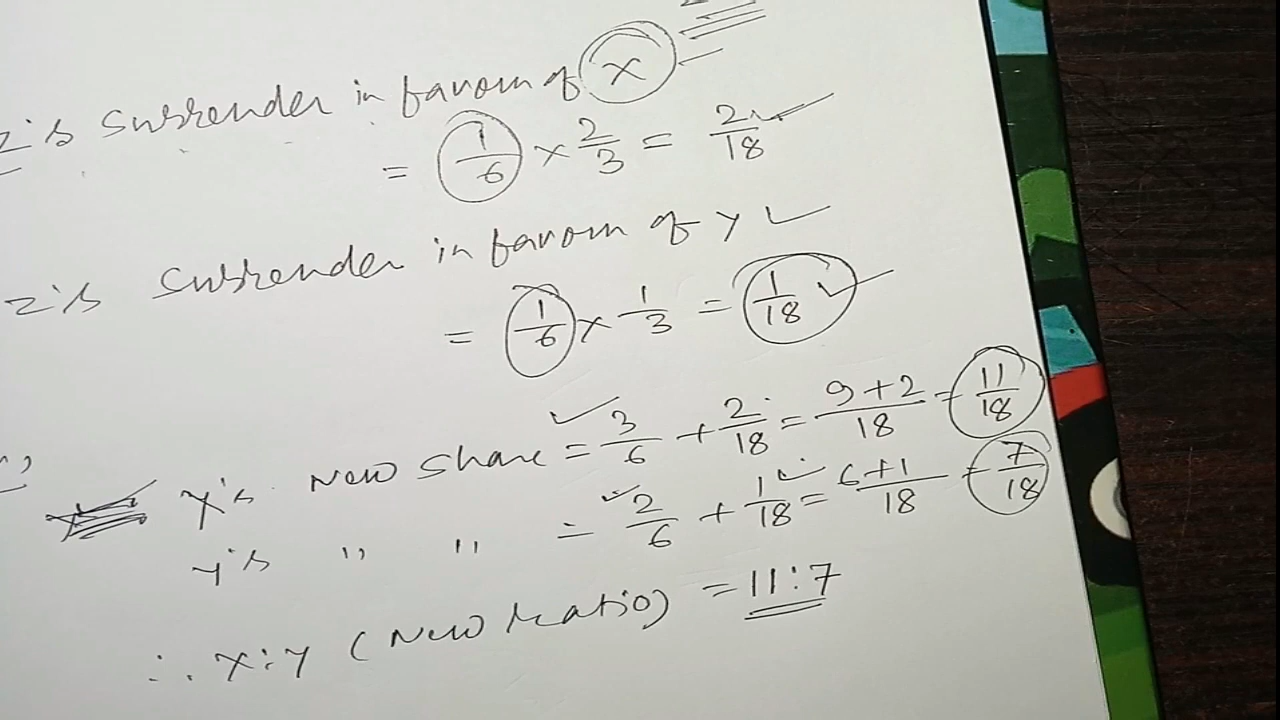 z's surrender in favour of X
= 1/6 × 2/3 = 2/18
z's surrender in favour of y
= 1/6 × 1/3 = 1/18
X's New share = 3/6 + 2/18 = 9+2/18 = 11/18
y's " " = 2/6 + 1/18 = 6+1/18 = 7/18
∴ X:y (New Ratio) = 11:7